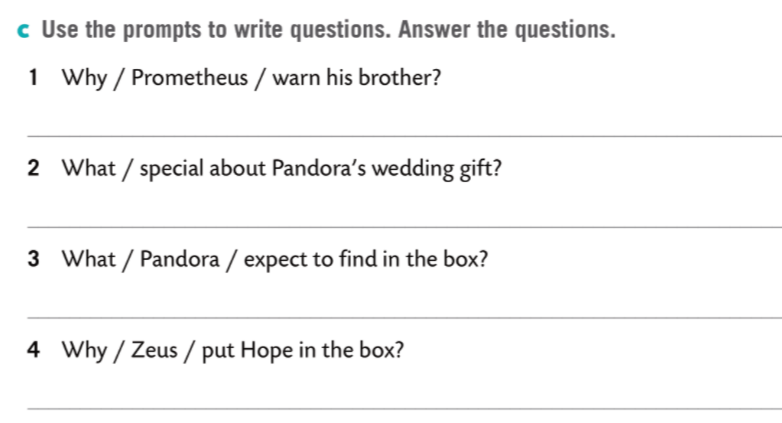 c Use the prompts to write questions. Answer the questions.
1 Why / Prometheus / warn his brother?
2 What / special about Pandora's wedding gift?
3 What / Pandora / expect to find in the box?
4 Why / Zeus / put Hope in the box?